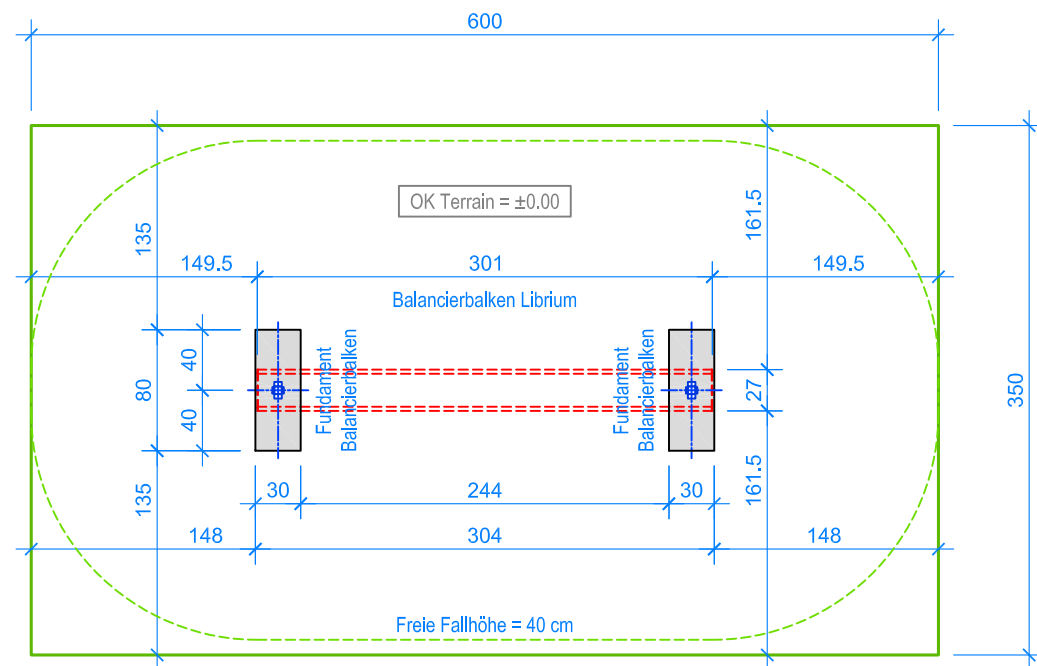 600
OK Terrain = ±0.00
135
161.5
149.5
301
149.5
Balancierbalken Librium
40
80
40
Fundament
Balancierbalken
Fundament
Balancierbalken
27
350
135
30
244
30
161.5
148
304
148
Freie Fallhöhe = 40 cm